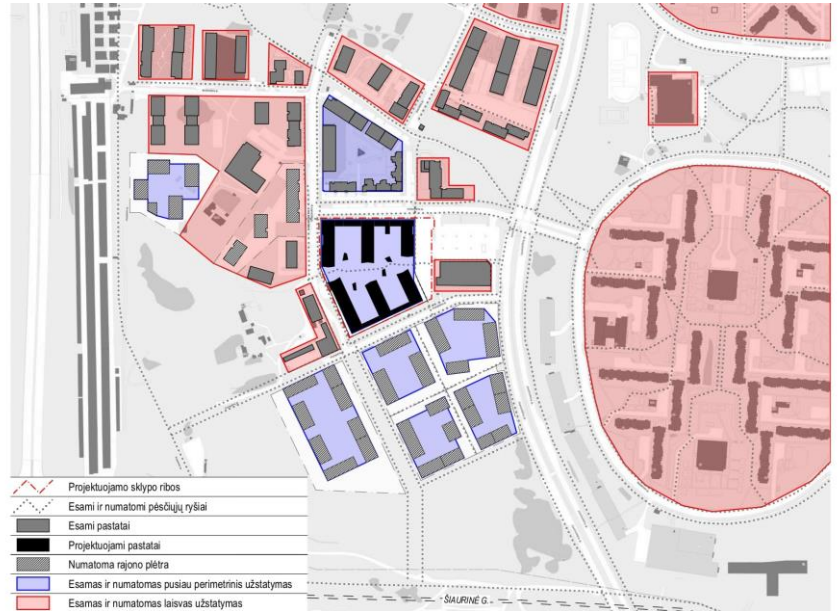 Projektuojamo sklypo ribos
Esami ir numatomi pėsčiųjų ryšiai
Esami pastatai
Projektuojami pastatai
Numatoma rajono plėtra
Esamas ir numatomas pusiau perimetrinis užstatymas
Esamas ir numatomas laisvas užstatymas
ŠIAURINĖ G.